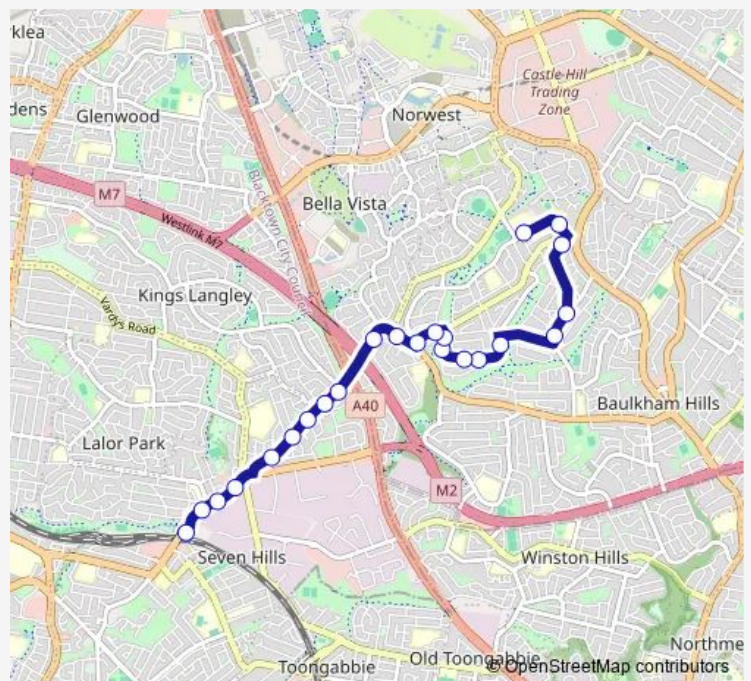 klea
Castle Hill
Trading
Zone
dens
Glenwood
Norwest
M7
Westlink M7
Blacktown City Council
Bella Vista
Kings Langley
Vardys Road
A40
Baulkham Hills
Lalor Park
M2
Seven Hills
Winston Hills
Northme
Toongabbie
Old Toongabbie
© OpenStreetMap contributors